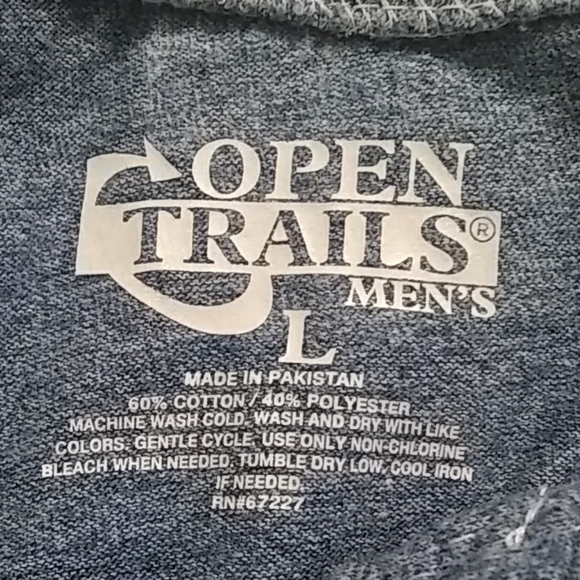 OPEN
TRAILS®
MEN'S
L
MADE IN PAKISTAN
60% COTTON / 40% POLYESTER
MACHINE WASH COLD, WASH AND DRY WITH LIKE
COLORS. GENTLE CYCLE, USE ONLY NON-CHLORINE
BLEACH WHEN NEEDED, TUMBLE DRY LOW, COOL IRON
IF NEEDED.
RN#67227